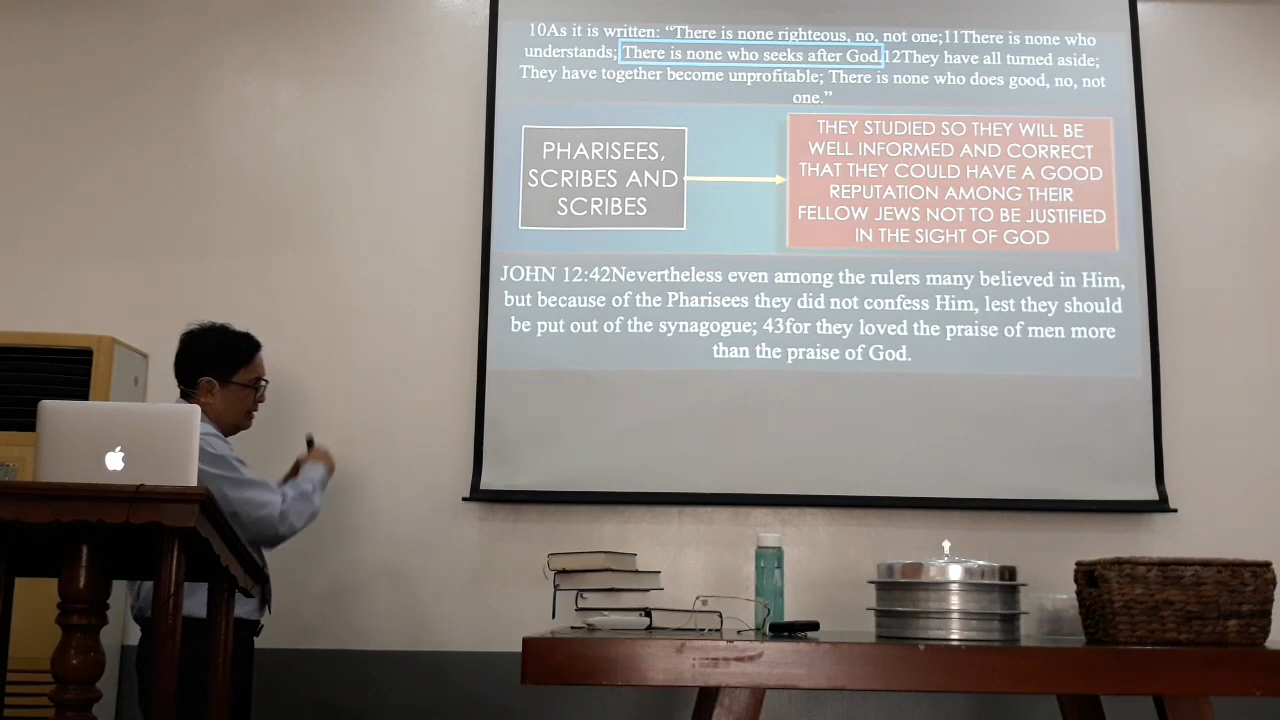 10As it is written: “There is none righteous, no, not one;11There is none who
understands; There is none who seeks after God.12They have all turned aside;
They have together become unprofitable; There is none who does good, no, not
one.”
PHARISEES,
SCRIBES AND
SCRIBES
THEY STUDIED SO THEY WILL BE
WELL INFORMED AND CORRECT
THAT THEY COULD HAVE A GOOD
REPUTATION AMONG THEIR
FELLOW JEWS NOT TO BE JUSTIFIED
IN THE SIGHT OF GOD
JOHN 12:42Nevertheless even among the rulers many believed in Him,
but because of the Pharisees they did not confess Him, lest they should
be put out of the synagogue; 43for they loved the praise of men more
than the praise of God.